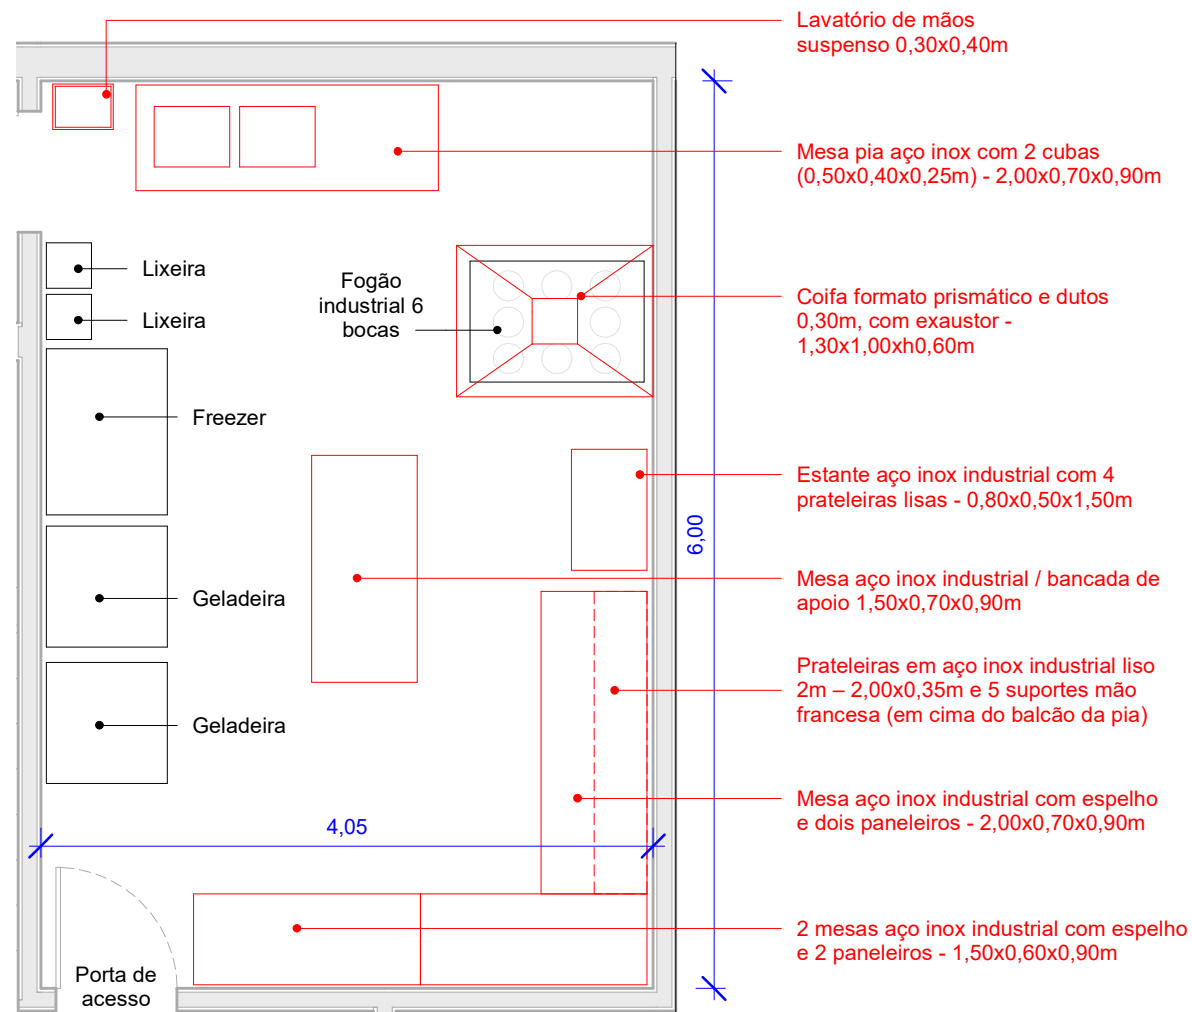 Lavatório de mãos
suspenso 0,30x0,40m
Mesa pia aço inox com 2 cubas
(0,50x0,40x0,25m) - 2,00x0,70x0,90m
Lixeira
Lixeira
Fogão
industrial 6
bocas
Coifa formato prismático e dutos
0,30m, com exaustor -
1,30x1,00xh0,60m
Freezer
Estante aço inox industrial com 4
prateleiras lisas - 0,80x0,50x1,50m
6,00
Mesa aço inox industrial / bancada de
apoio 1,50x0,70x0,90m
Geladeira
Prateleiras em aço inox industrial liso
2m – 2,00x0,35m e 5 suportes mão
francesa (em cima do balcão da pia)
Geladeira
Mesa aço inox industrial com espelho
e dois paneleiros - 2,00x0,70x0,90m
4,05
2 mesas aço inox industrial com espelho
e 2 paneleiros - 1,50x0,60x0,90m
Porta de
acesso